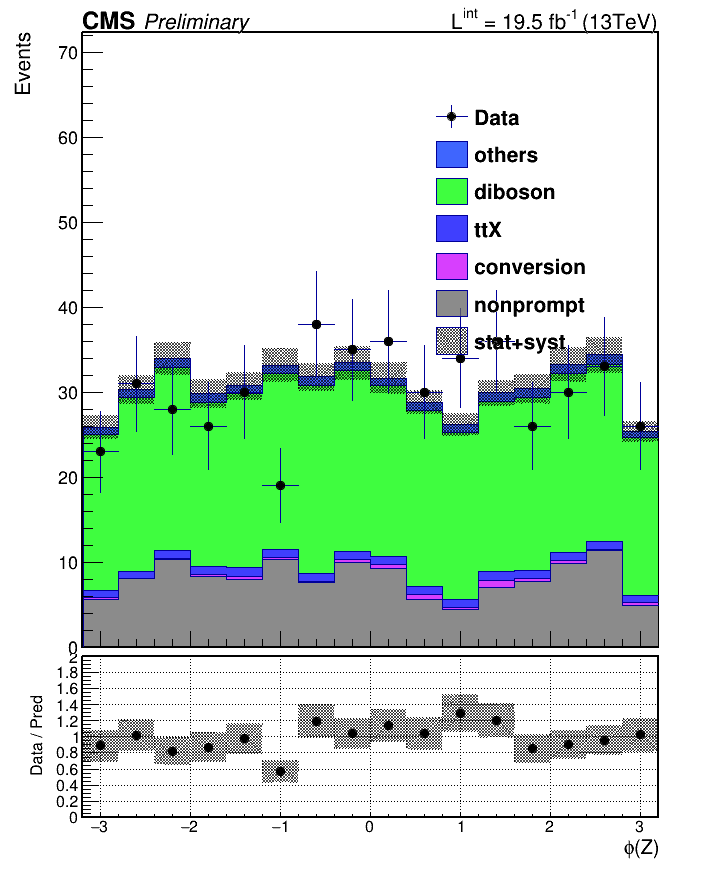 CMS Preliminary
L^int = 19.5 fb^-1 (13TeV)
Events
70
60
50
40
30
20
10
0
Data
others
diboson
ttX
conversion
nonprompt
stat+syst
Data / Pred
2
1.8
1.6
1.4
1.2
1
0.8
0.6
0.4
0.2
0
−3 −2 −1 0 1 2 3
ϕ(Z)